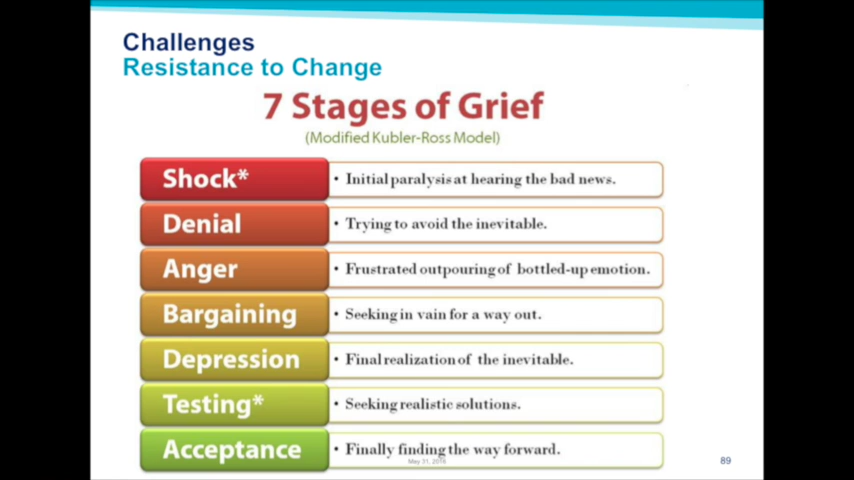 Challenges
Resistance to Change
7 Stages of Grief
(Modified Kubler-Ross Model)
Shock* • Initial paralysis at hearing the bad news.
Denial • Trying to avoid the inevitable.
Anger • Frustrated outpouring of bottled-up emotion.
Bargaining • Seeking in vain for a way out.
Depression • Final realization of the inevitable.
Testing* • Seeking realistic solutions.
Acceptance • Finally finding the way forward.
May 31,
89